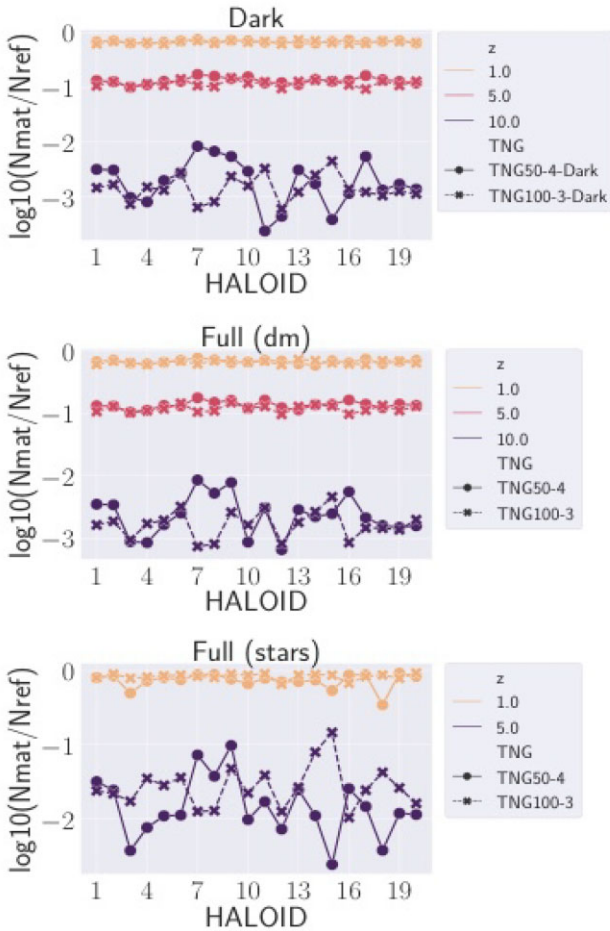 Dark
log10(Nmat/Nref)
0
−1
−2
−3
1 4 7 10 13 16 19
HALOID
z
1.0
5.0
10.0
TNG
TNG50-4-Dark
TNG100-3-Dark
Full (dm)
log10(Nmat/Nref)
0
−1
−2
−3
1 4 7 10 13 16 19
HALOID
z
1.0
5.0
10.0
TNG
TNG50-4
TNG100-3
Full (stars)
log10(Nmat/Nref)
0
−1
−2
1 4 7 10 13 16 19
HALOID
z
1.0
5.0
TNG
TNG50-4
TNG100-3